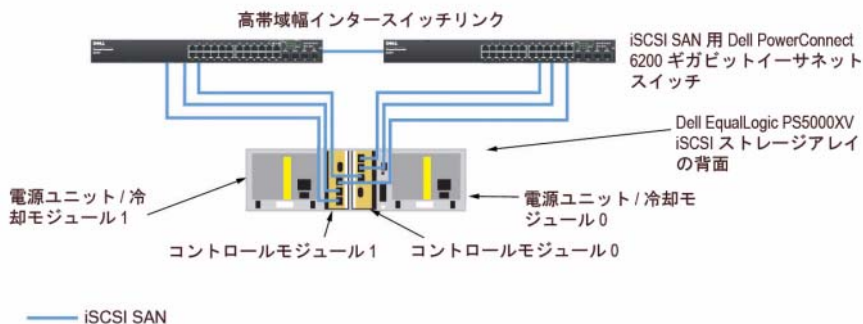 高帯域幅インタースイッチリンク
DELL
DELL
iSCSI SAN 用 Dell PowerConnect
6200 ギガビットイーサネット
スイッチ
Dell EqualLogic PS5000XV
iSCSI ストレージアレイ
の背面
電源ユニット / 冷
却モジュール 1
電源ユニット / 冷却モ
ジュール 0
コントロールモジュール 1
コントロールモジュール 0
iSCSI SAN